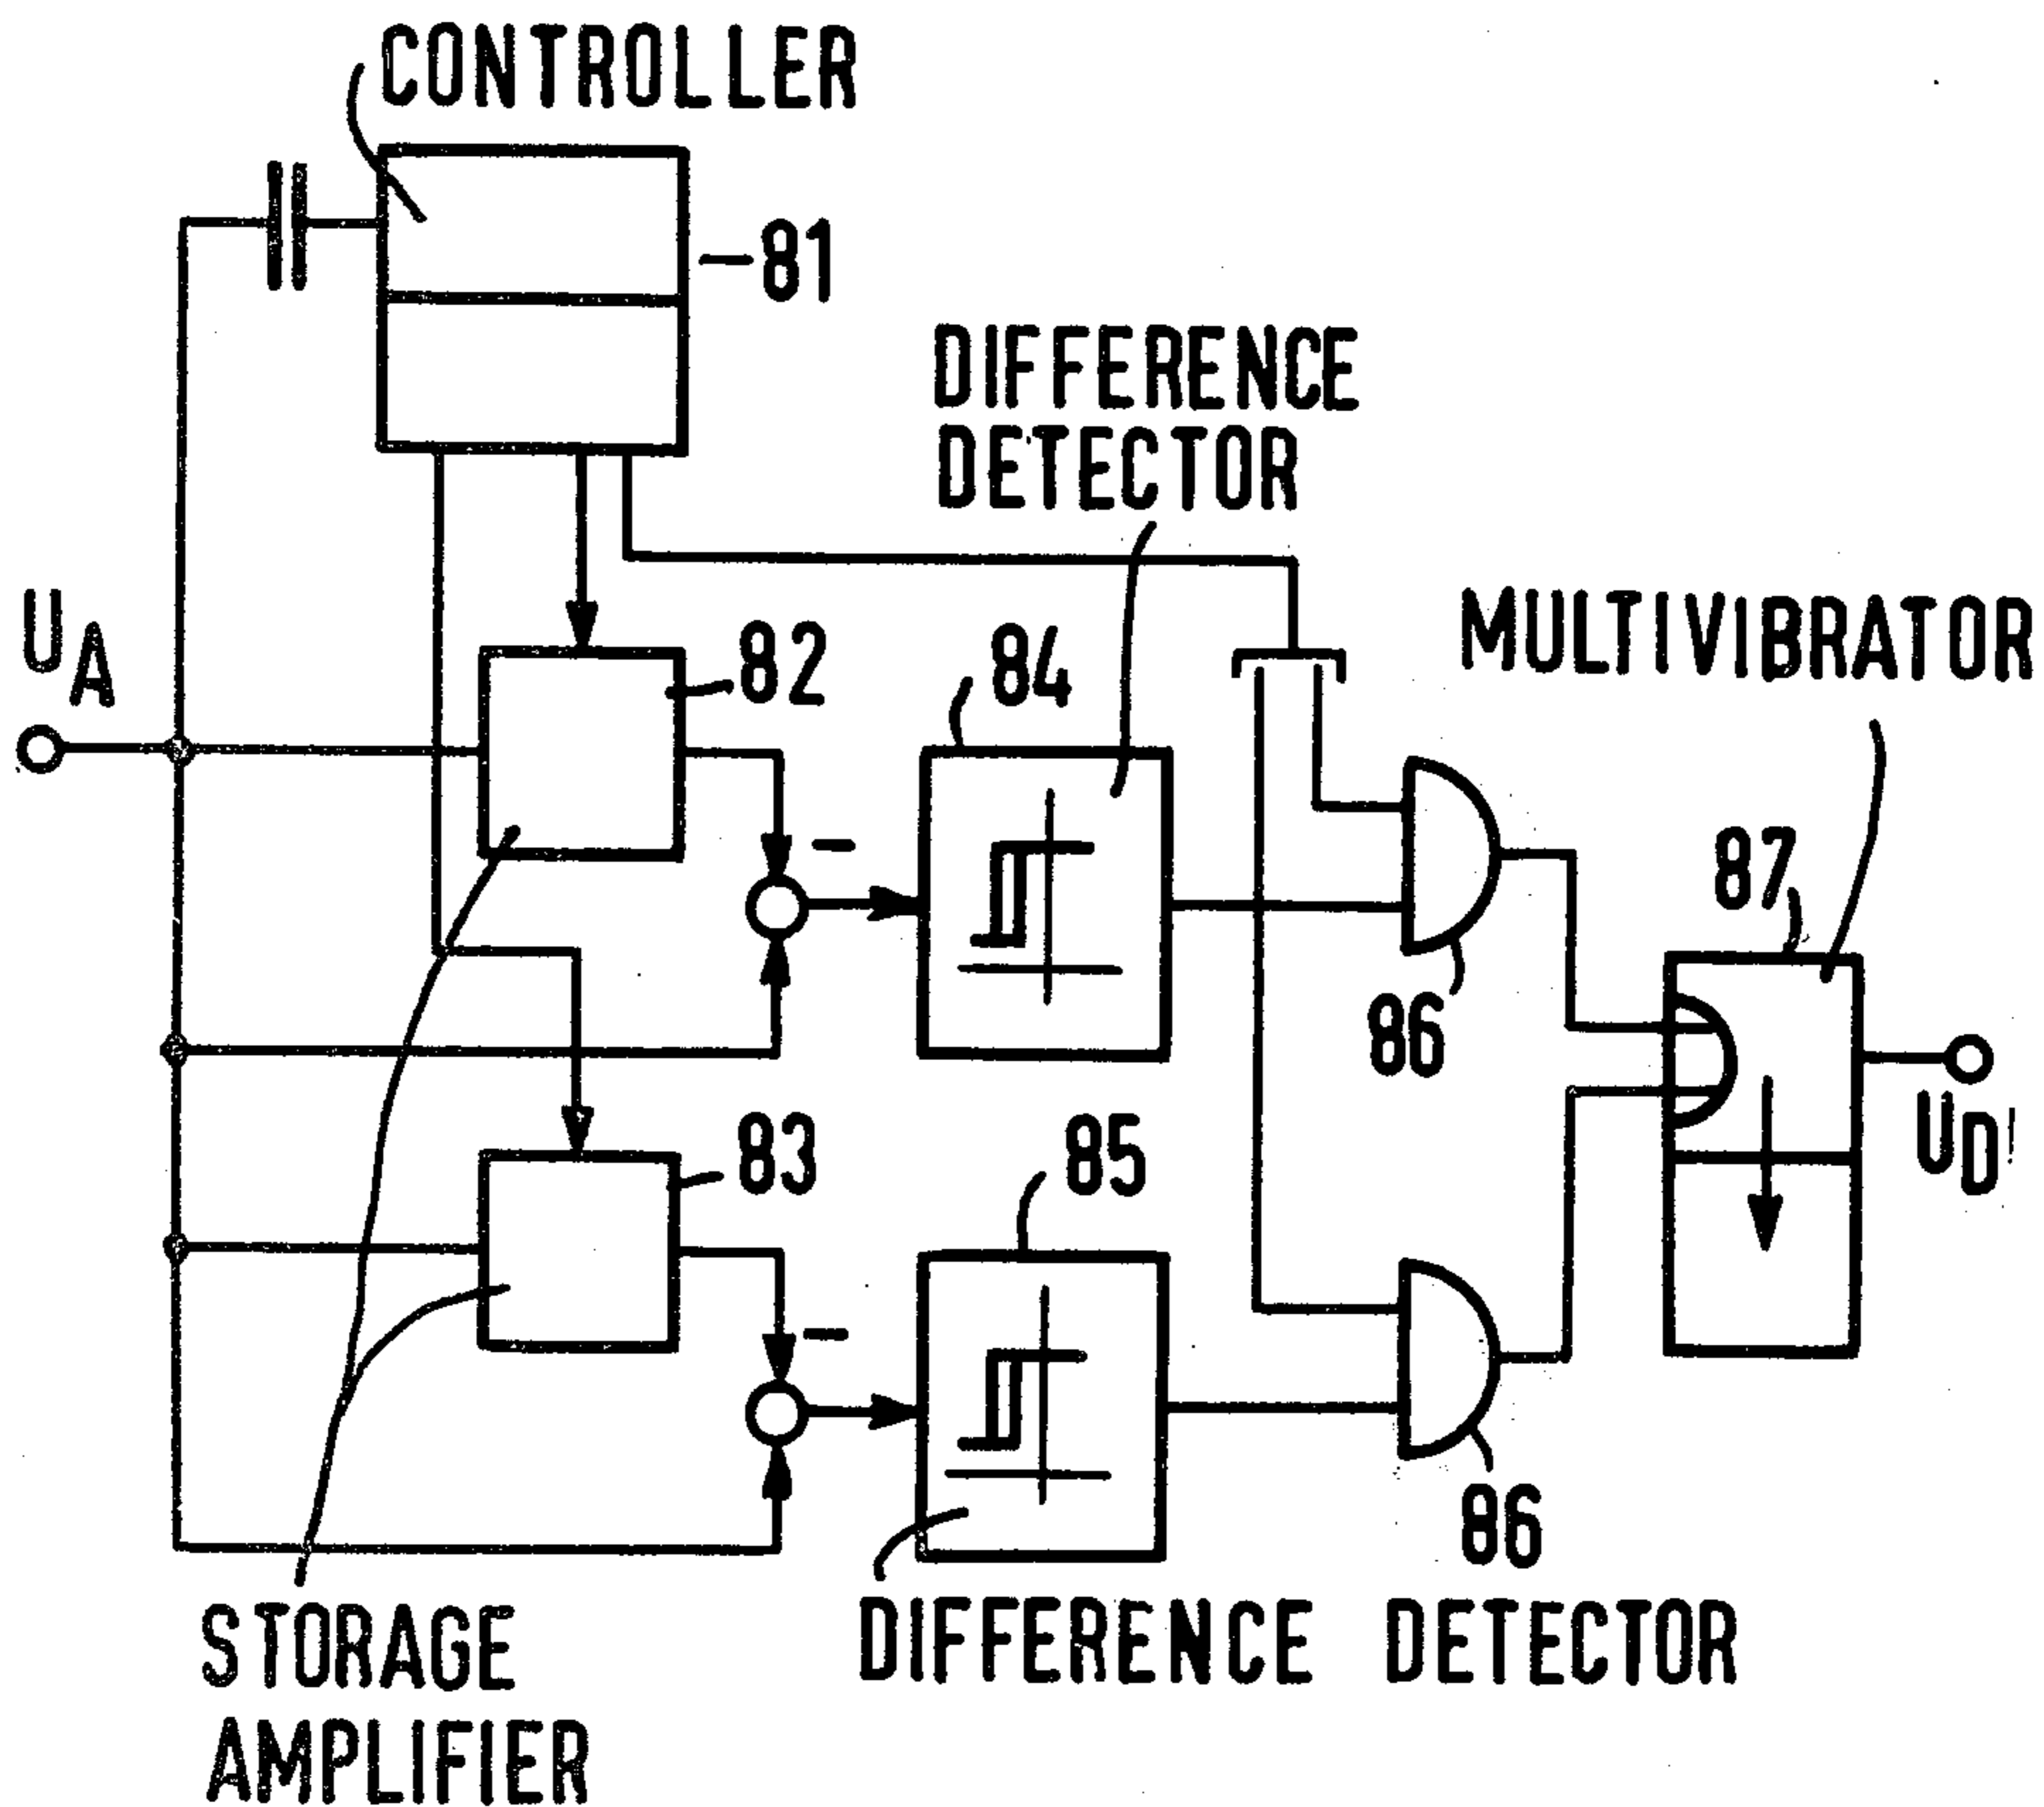 CONTROLLER
81
DIFFERENCE
DETECTOR
MULTIVIBRATOR
UA
82
84
87
86
UD
83
85
86
STORAGE
AMPLIFIER
DIFFERENCE DETECTOR